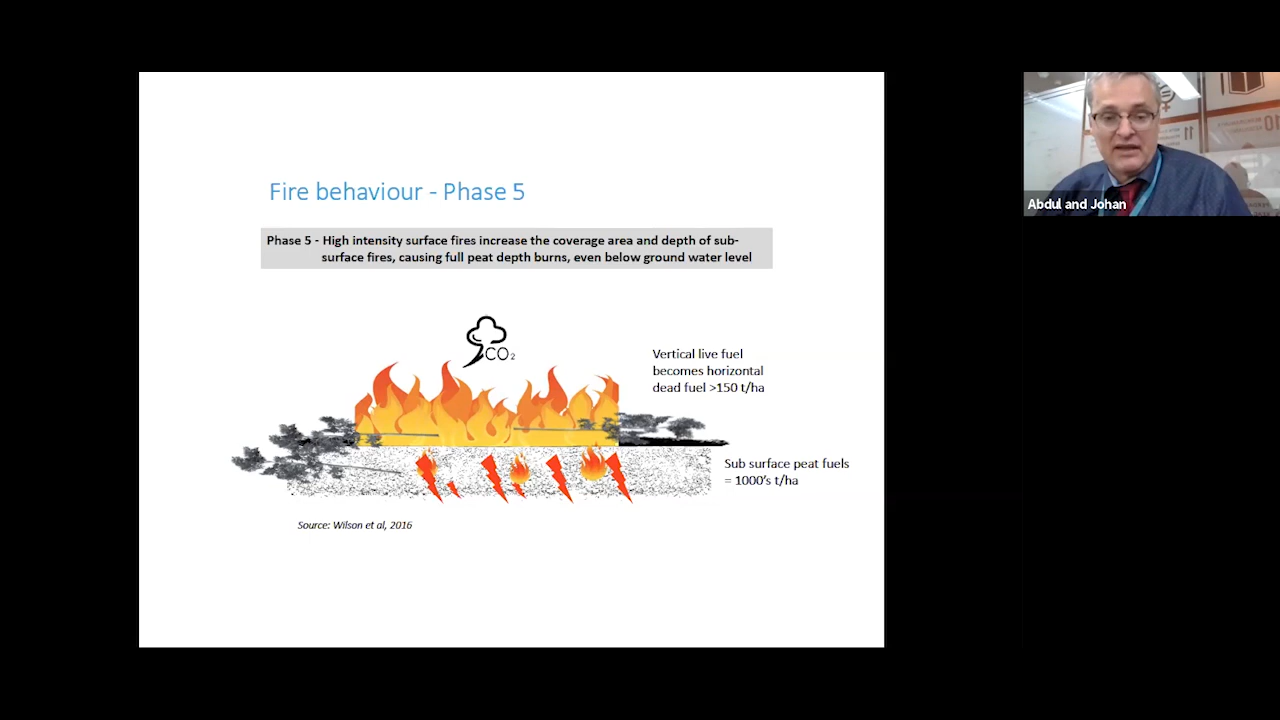 Fire behaviour - Phase 5
Phase 5 - High intensity surface fires increase the coverage area and depth of sub-
surface fires, causing full peat depth burns, even below ground water level
CO₂
Vertical live fuel
becomes horizontal
dead fuel >150 t/ha
Sub surface peat fuels
= 1000's t/ha
Source: Wilson et al, 2016
11
10
Abdul and Johan